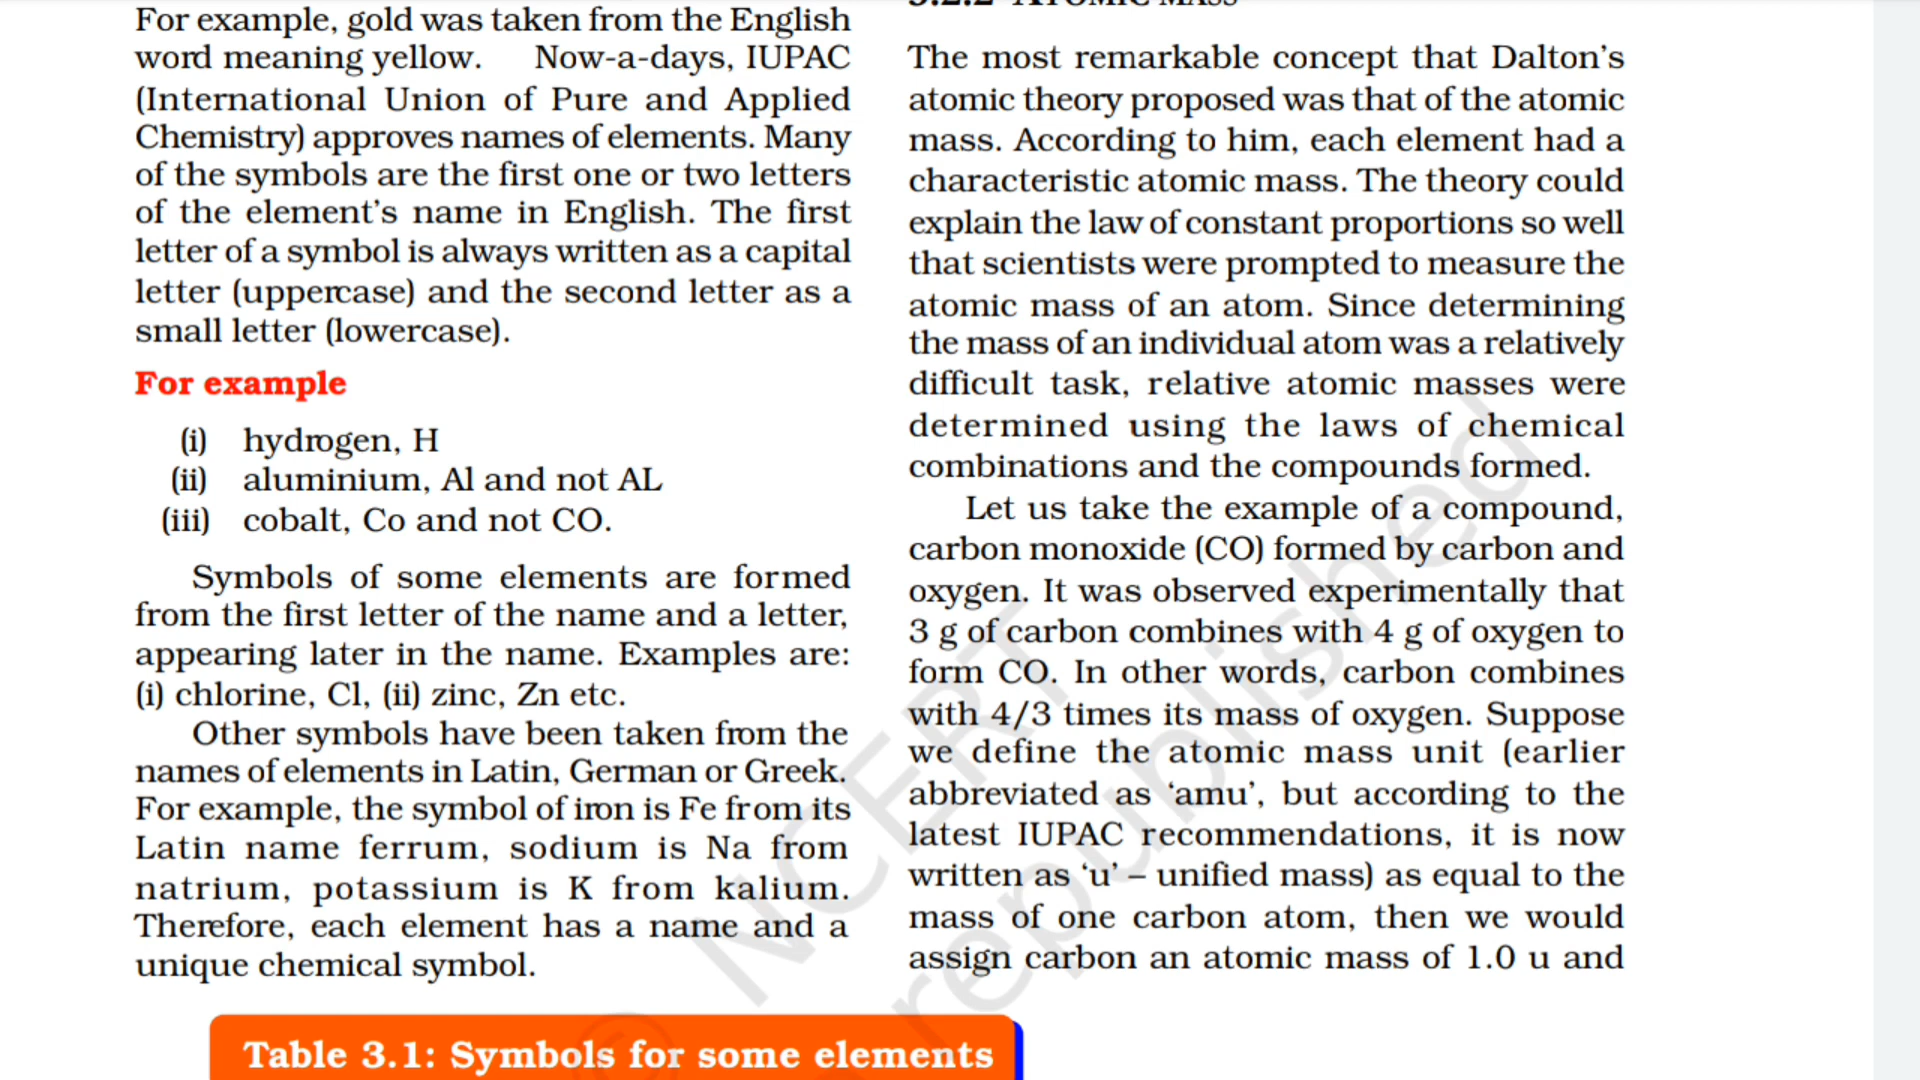 For example, gold was taken from the English
word meaning yellow. Now-a-days, IUPAC
(International Union of Pure and Applied
Chemistry) approves names of elements. Many
of the symbols are the first one or two letters
of the element’s name in English. The first
letter of a symbol is always written as a capital
letter (uppercase) and the second letter as a
small letter (lowercase).
For example
(i) hydrogen, H
(ii) aluminium, Al and not AL
(iii) cobalt, Co and not CO.
Symbols of some elements are formed
from the first letter of the name and a letter,
appearing later in the name. Examples are:
(i) chlorine, Cl, (ii) zinc, Zn etc.
Other symbols have been taken from the
names of elements in Latin, German or Greek.
For example, the symbol of iron is Fe from its
Latin name ferrum, sodium is Na from
natrium, potassium is K from kalium.
Therefore, each element has a name and a
unique chemical symbol.
3.2.2 ATOMIC MASS
The most remarkable concept that Dalton’s
atomic theory proposed was that of the atomic
mass. According to him, each element had a
characteristic atomic mass. The theory could
explain the law of constant proportions so well
that scientists were prompted to measure the
atomic mass of an atom. Since determining
the mass of an individual atom was a relatively
difficult task, relative atomic masses were
determined using the laws of chemical
combinations and the compounds formed.
Let us take the example of a compound,
carbon monoxide (CO) formed by carbon and
oxygen. It was observed experimentally that
3 g of carbon combines with 4 g of oxygen to
form CO. In other words, carbon combines
with 4/3 times its mass of oxygen. Suppose
we define the atomic mass unit (earlier
abbreviated as ‘amu’, but according to the
latest IUPAC recommendations, it is now
written as ‘u’ – unified mass) as equal to the
mass of one carbon atom, then we would
assign carbon an atomic mass of 1.0 u and
Table 3.1: Symbols for some elements
© NCERT
republished